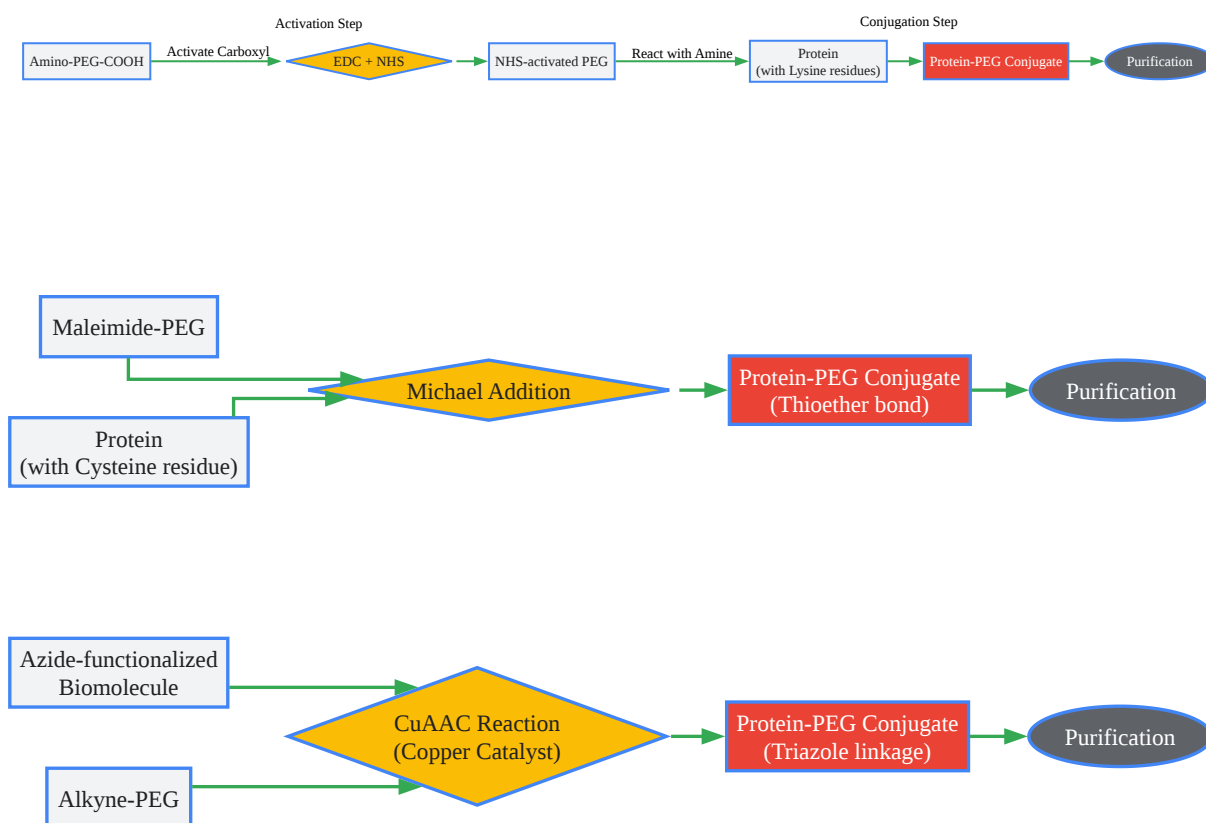 Activation Step
Conjugation Step
Amino-PEG-COOH
Activate Carboxyl
EDC + NHS
NHS-activated PEG
React with Amine
Protein
(with Lysine residues)
Protein-PEG Conjugate
Purification
Maleimide-PEG
Protein
(with Cysteine residue)
Michael Addition
Protein-PEG Conjugate
(Thioether bond)
Purification
Azide-functionalized
Biomolecule
Alkyne-PEG
CuAAC Reaction
(Copper Catalyst)
Protein-PEG Conjugate
(Triazole linkage)
Purification